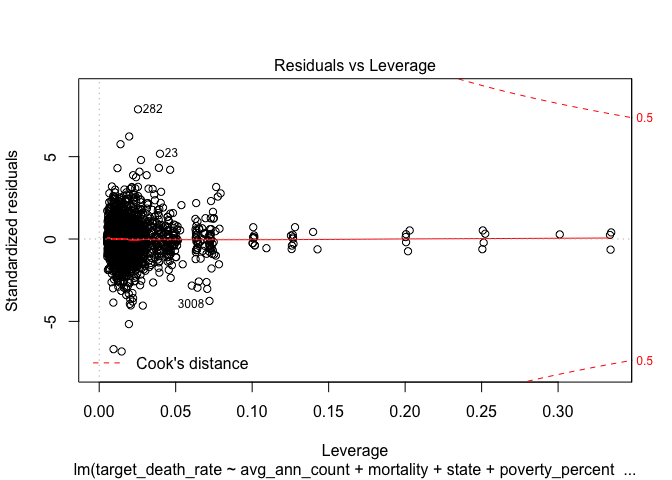 Residuals vs Leverage
Standardized residuals
5
0
-5
282
23
3008
0.5
0.5
Cook's distance
0.00 0.05 0.10 0.15 0.20 0.25 0.30
Leverage
lm(target_death_rate ~ avg_ann_count + mortality + state + poverty_percent ...